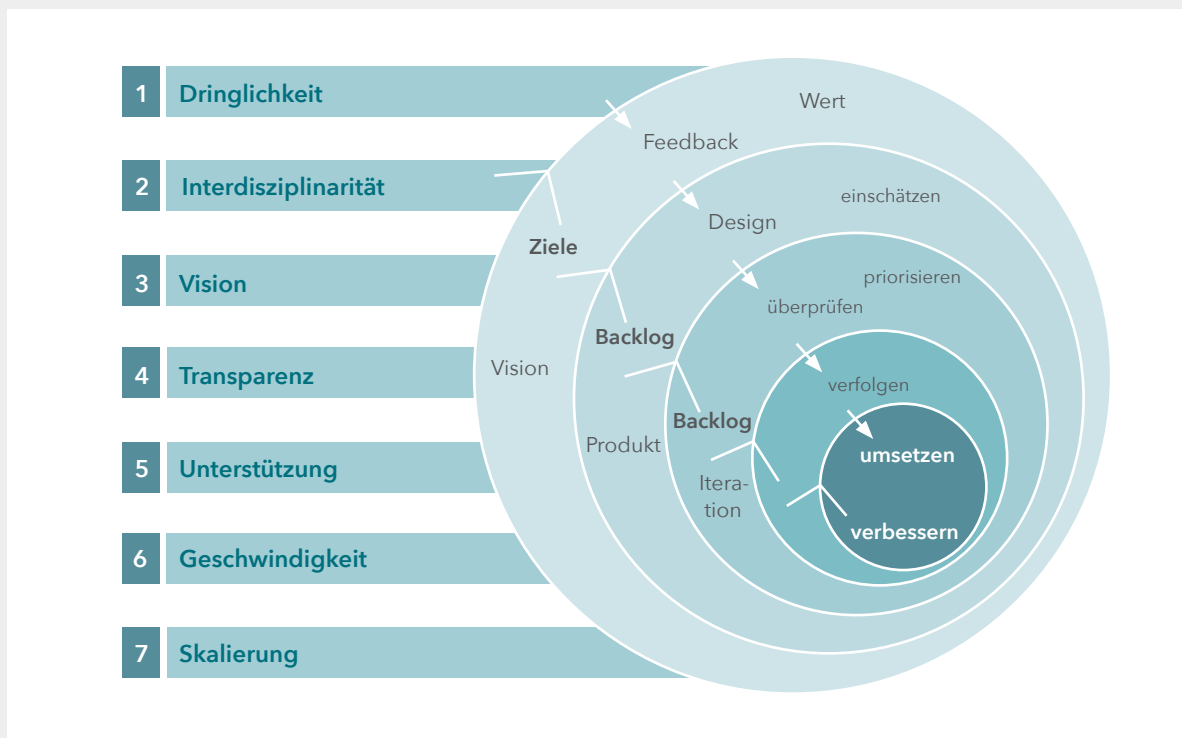 1 Dringlichkeit
2 Interdisziplinarität
3 Vision
4 Transparenz
5 Unterstützung
6 Geschwindigkeit
7 Skalierung
Wert
Feedback
einschätzen
Design
Ziele
priorisieren
überprüfen
Backlog
Vision
verfolgen
Backlog
Produkt
umsetzen
Itera-
tion
verbessern